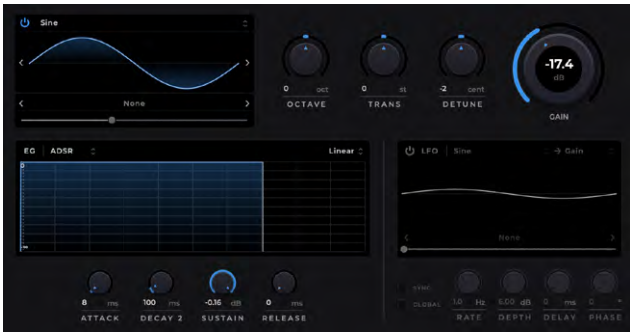 Sine
-17.4
dB
None
0 oct
0 st
-2 cent
OCTAVE
TRANS
DETUNE
GAIN
EG ADSR
Linear
LFO Sine
→ Gain
0
None
-∞
8 ms
100 ms
-0.16 dB
0 ms
ATTACK
DECAY 2
SUSTAIN
RELEASE
SYNC
GLOBAL
1.0 Hz
6.00 dB
0 ms
0 °
RATE
DEPTH
DELAY
PHASE